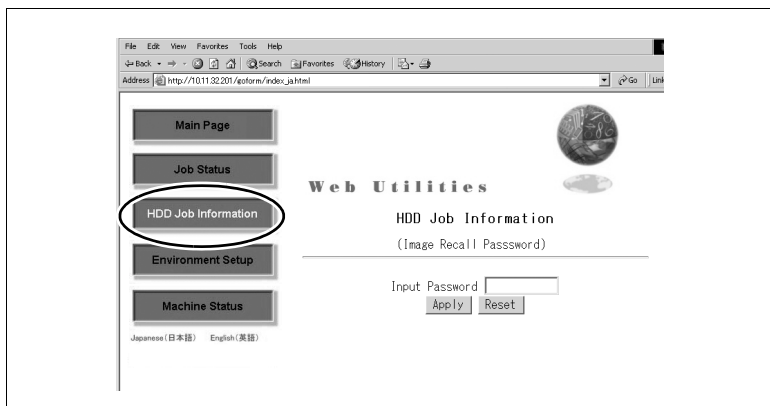 File Edit View Favorites Tools Help
Back Search Favorites History
Address http://10.11.32.201/goform/index_ja.html Go Link
Main Page
Job Status
HDD Job Information
Environment Setup
Machine Status
Japanese(日本語) English(英語)
Web Utilities
HDD Job Information
(Image Recall Passsword)
Input Password
Apply Reset